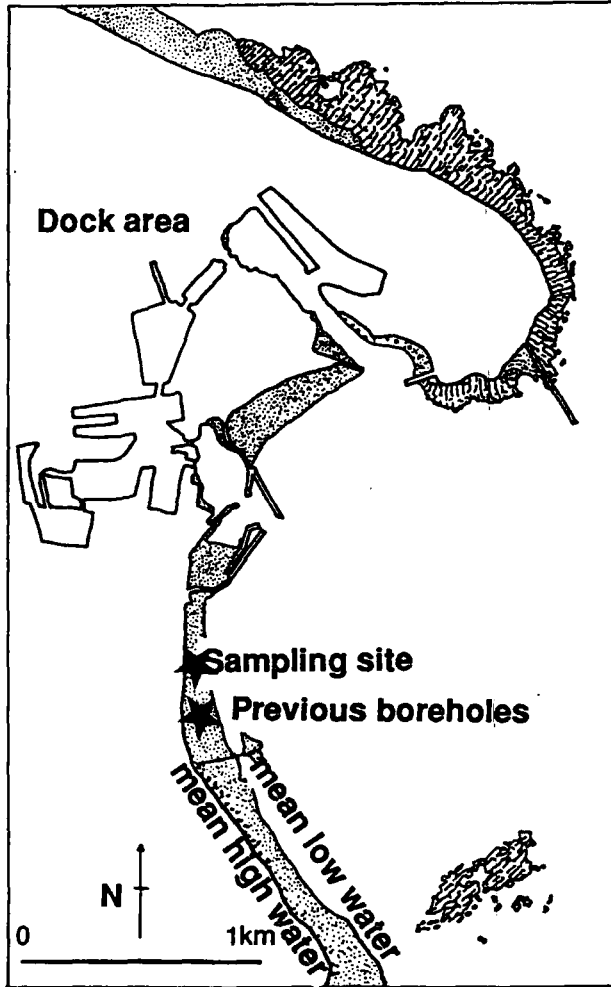 Dock area
Sampling site
Previous boreholes
mean high water
mean low water
N
0 1km